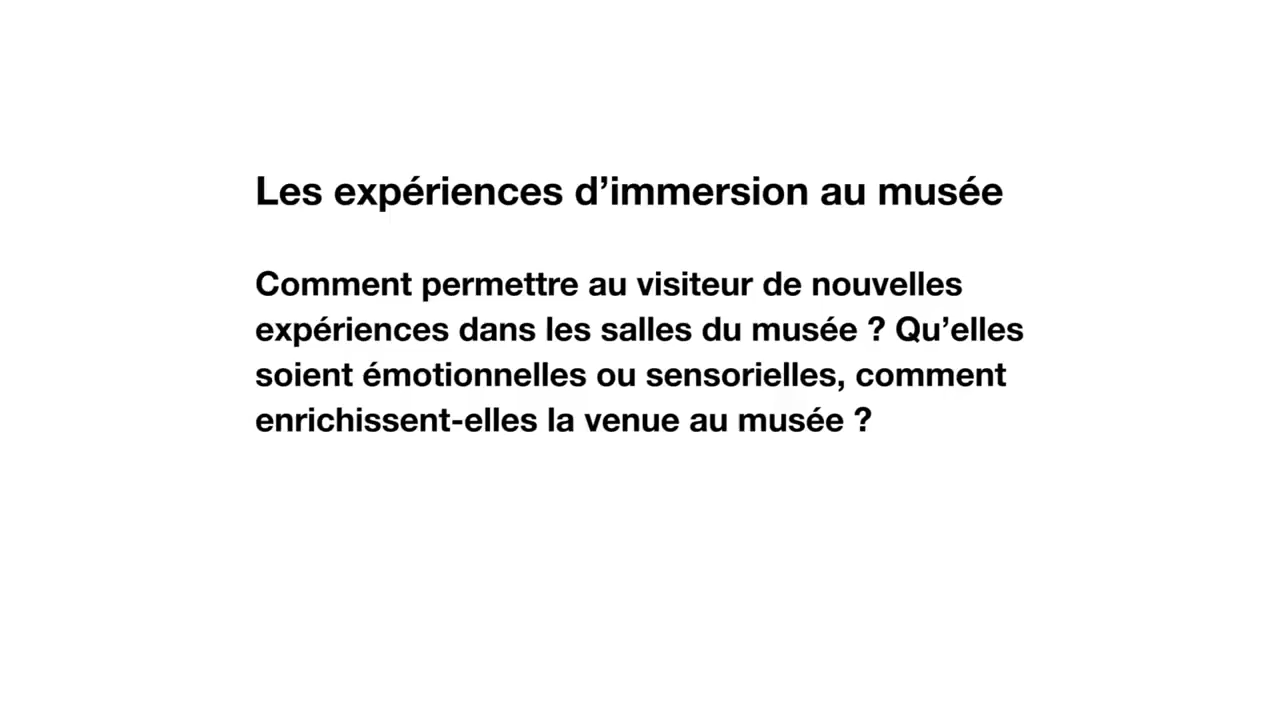 Les expériences d’immersion au musée
Comment permettre au visiteur de nouvelles
expériences dans les salles du musée ? Qu’elles
soient émotionnelles ou sensorielles, comment
enrichissent-elles la venue au musée ?